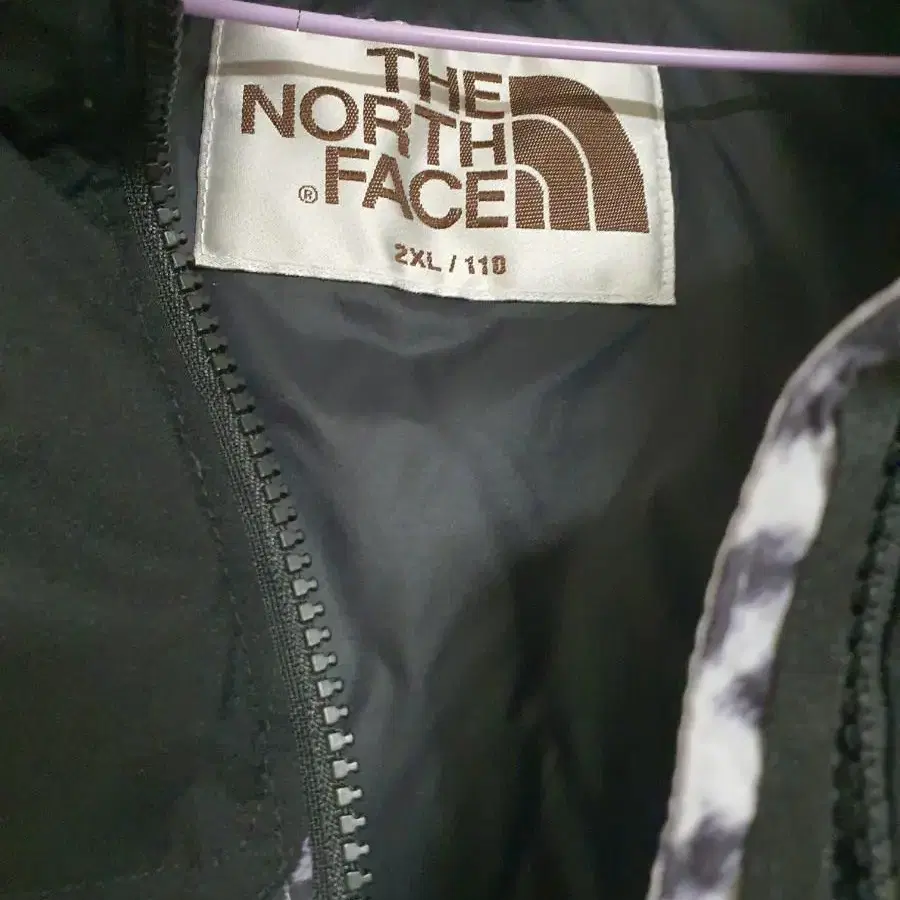 THE
NORTH
® FACE
2XL / 110